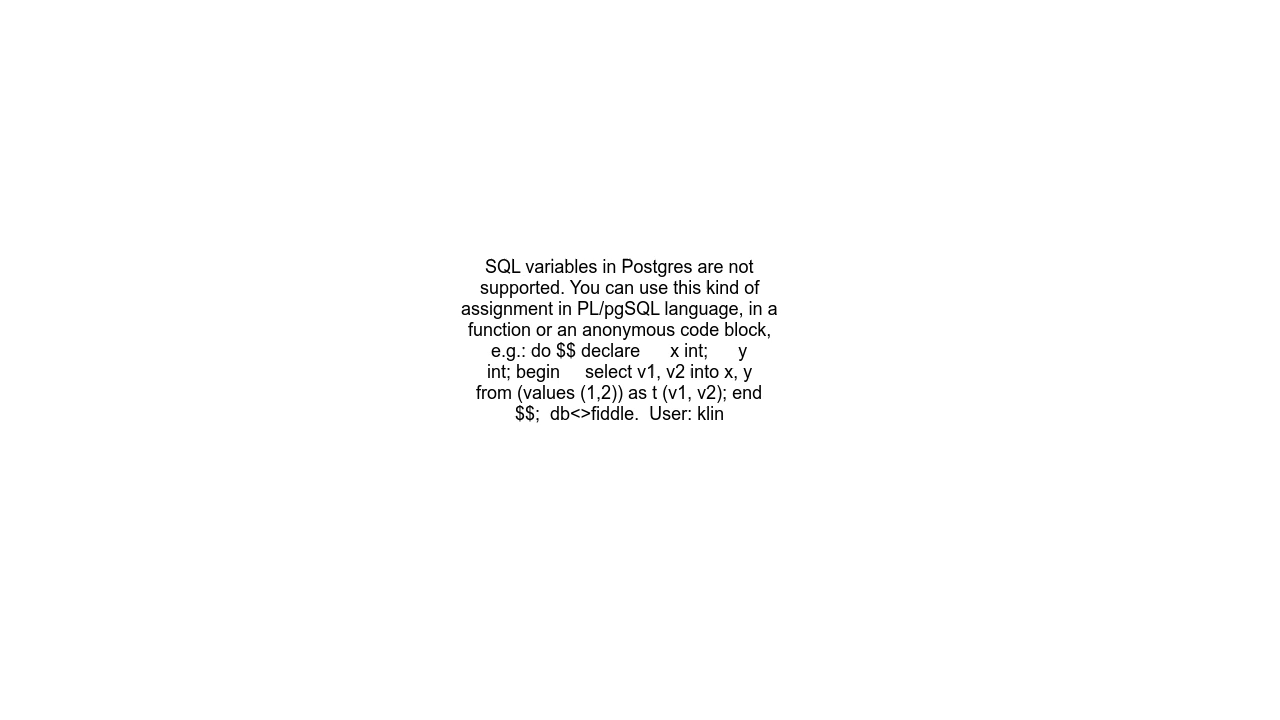 SQL variables in Postgres are not
supported. You can use this kind of
assignment in PL/pgSQL language, in a
function or an anonymous code block,
e.g.: do $$ declare      x int;      y
int; begin     select v1, v2 into x, y
from (values (1,2)) as t (v1, v2); end
$$;  db<>fiddle.  User: klin